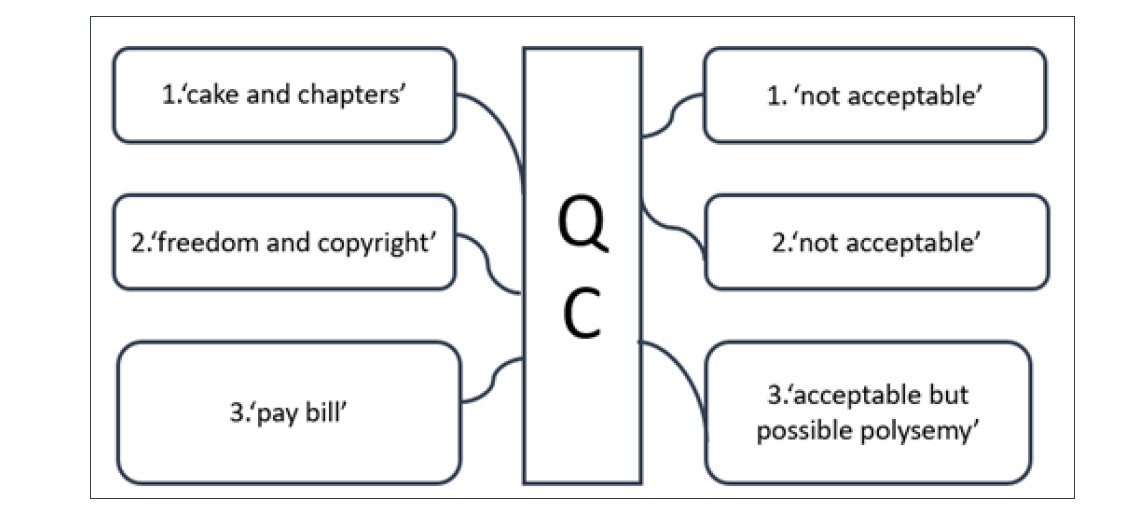 1.‘cake and chapters’
2.‘freedom and copyright’
3.‘pay bill’
Q
C
1. ‘not acceptable’
2.‘not acceptable’
3.‘acceptable but
possible polysemy’